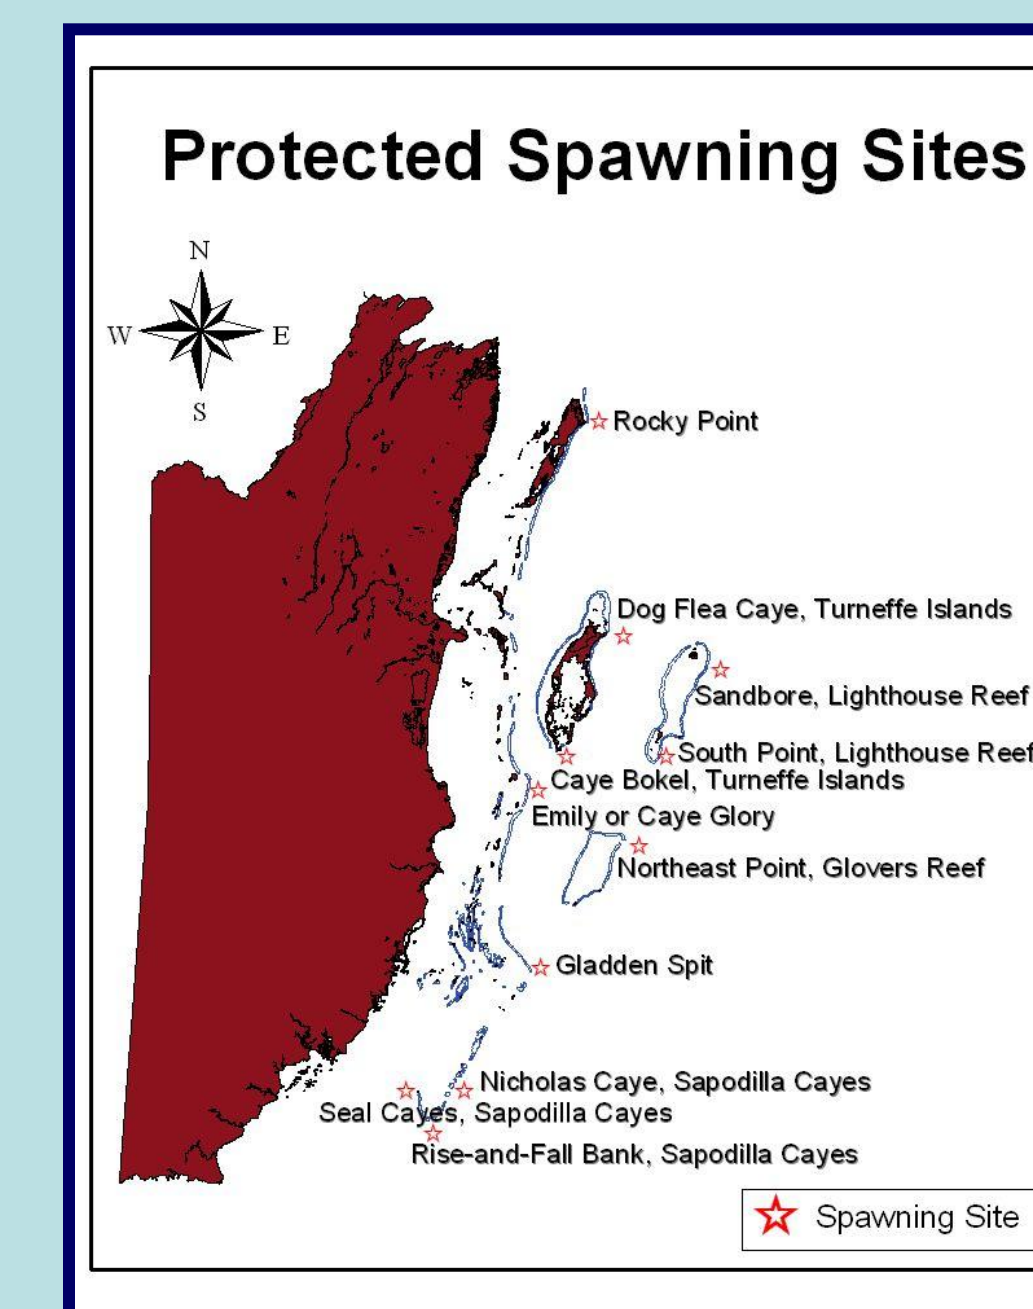 Protected Spawning Sites
N
W
E
S
Rocky Point
Dog Flea Caye, Turneffe Islands
Sandbore, Lighthouse Reef
South Point, Lighthouse Reef
Caye Bokel, Turneffe Islands
Emily or Caye Glory
Northeast Point, Glovers Reef
Gladden Spit
Nicholas Caye, Sapodilla Cayes
Seal Cayes, Sapodilla Cayes
Rise-and-Fall Bank, Sapodilla Cayes
Spawning Site